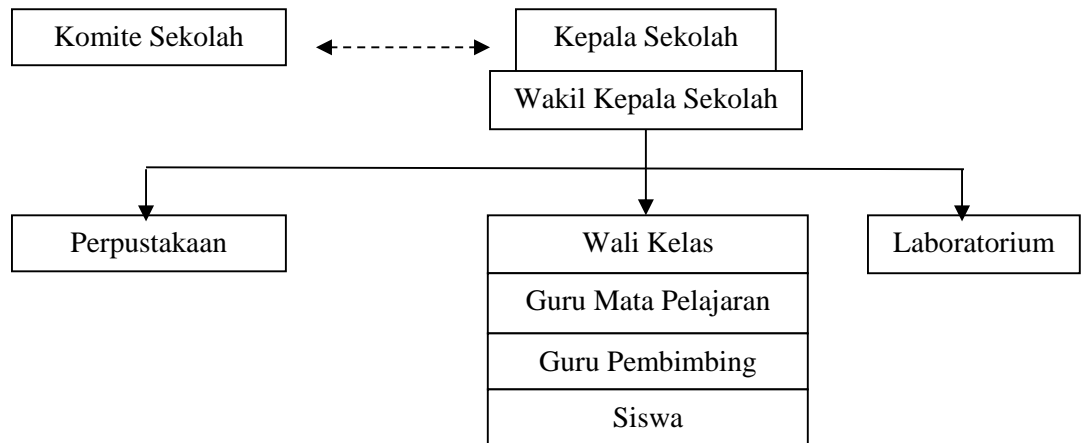 Komite Sekolah
Kepala Sekolah
Wakil Kepala Sekolah
Perpustakaan
Wali Kelas
Laboratorium
Guru Mata Pelajaran
Guru Pembimbing
Siswa